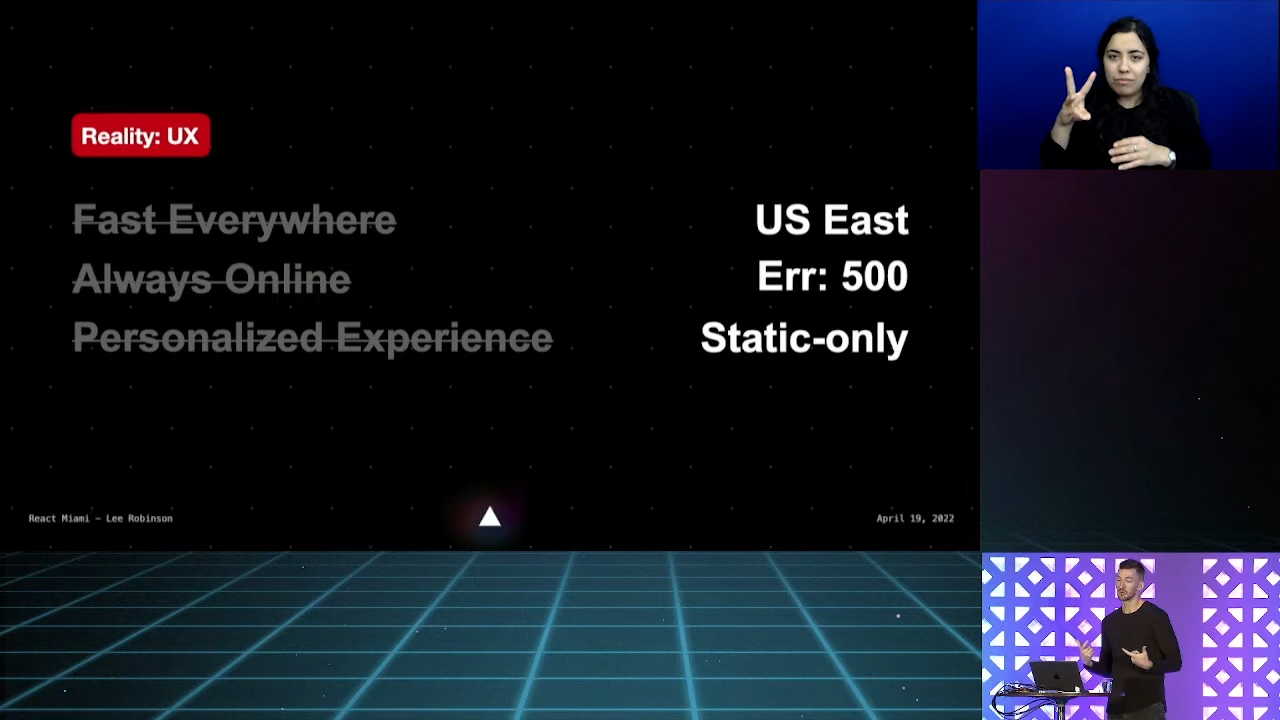 Reality: UX
Fast Everywhere US East
Always Online Err: 500
Personalized Experience Static-only
React Miami – Lee Robinson April 19, 2022